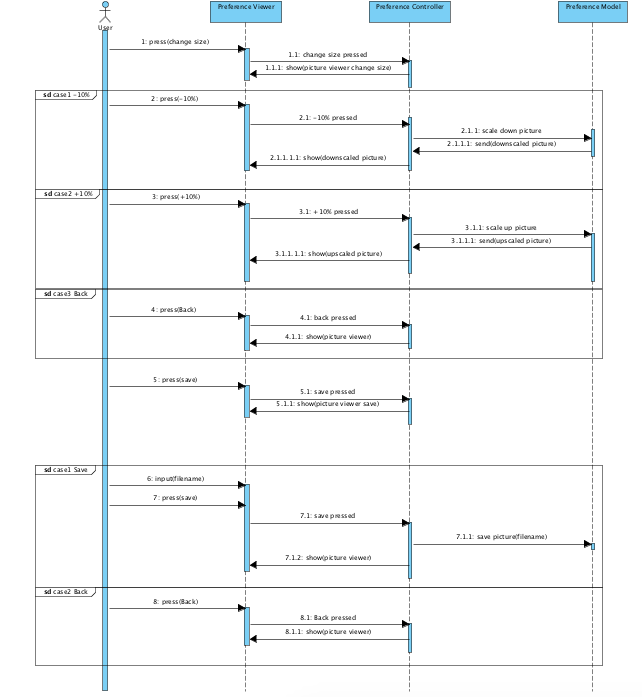 Preference Viewer
Preference Controller
Preference Model
User
1: press(change size)
1.1: change size pressed
1.1.1: show(picture viewer change size)
sd case1 -10%
2: press(-10%)
2.1: -10% pressed
2.1.1: scale down picture
2.1.1.1: send(downscaled picture)
2.1.1.1.1: show(downscaled picture)
sd case2 +10%
3: press(+10%)
3.1: +10% pressed
3.1.1: scale up picture
3.1.1.1: send(upscaled picture)
3.1.1.1.1: show(upscaled picture)
sd case3 Back
4: press(Back)
4.1: back pressed
4.1.1: show(picture viewer)
5: press(save)
5.1: save pressed
5.1.1: show(picture viewer save)
sd case1 Save
6: input(filename)
7: press(save)
7.1: save pressed
7.1.1: save picture(filename)
7.1.2: show(picture viewer)
sd case2 Back
8: press(Back)
8.1: Back pressed
8.1.1: show(picture viewer)